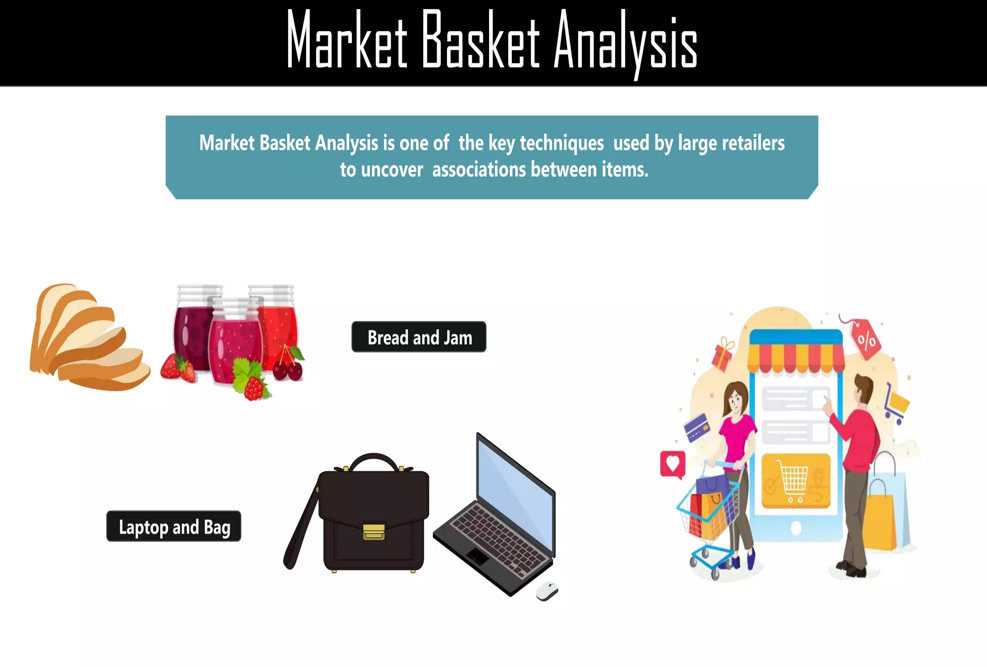 Market Basket Analysis
Market Basket Analysis is one of the key techniques used by large retailers
to uncover associations between items.
Bread and Jam
Laptop and Bag
%